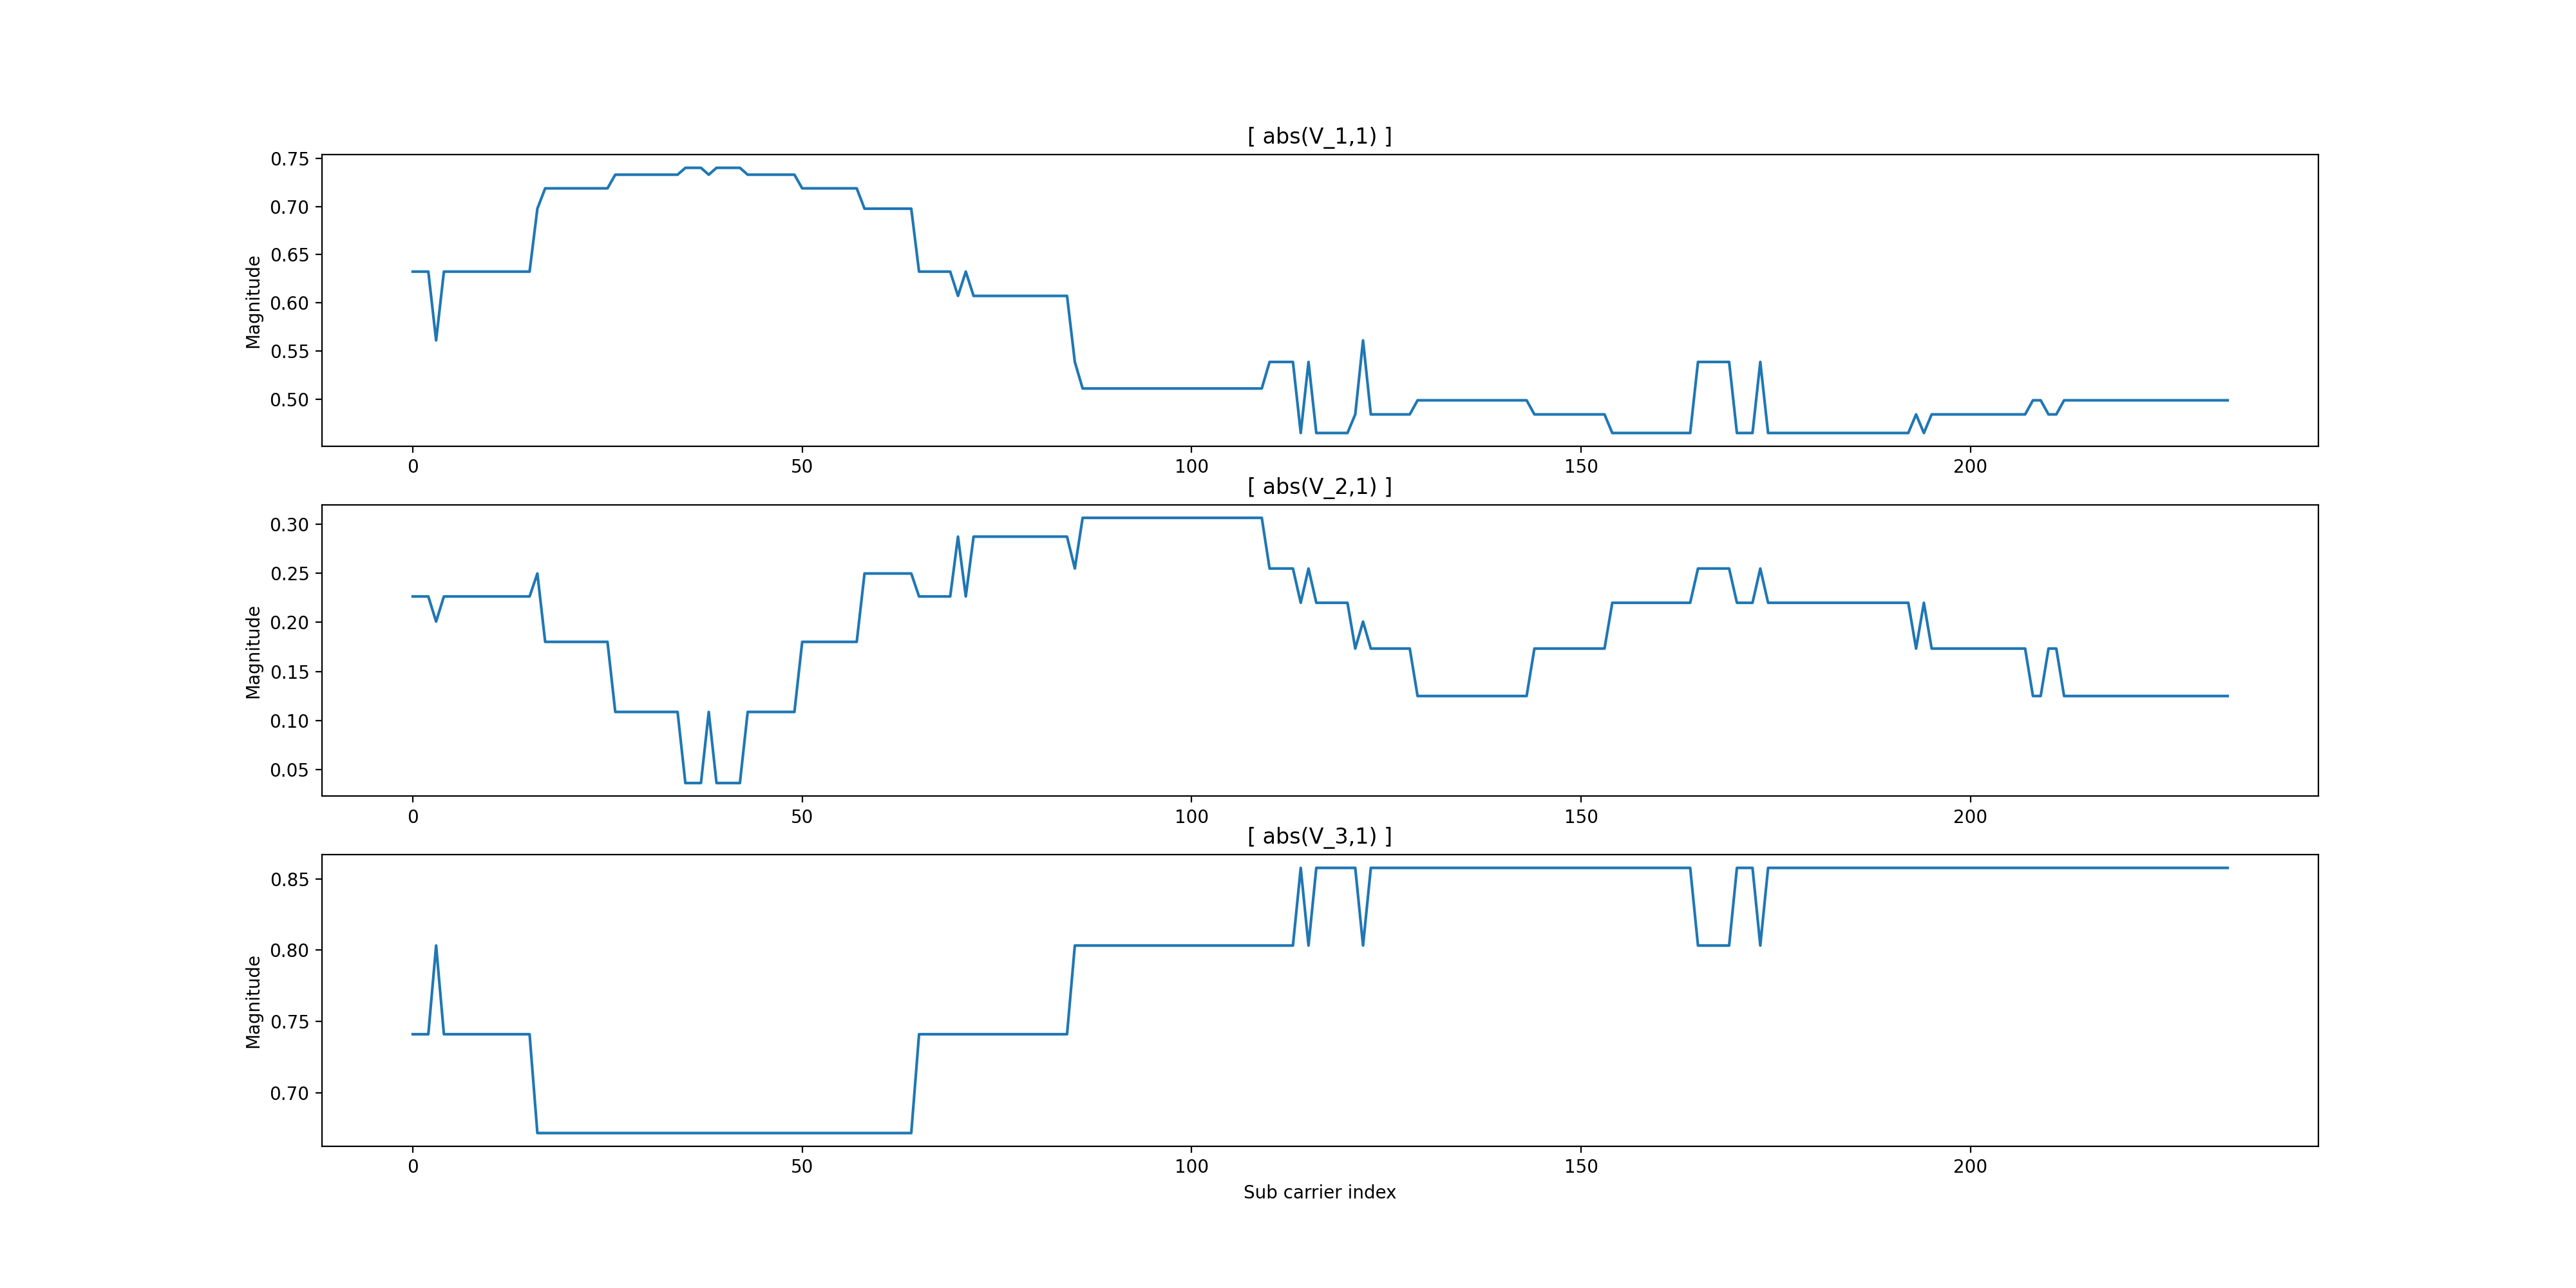 [ abs(V_1,1) ]
Magnitude
0.75
0.70
0.65
0.60
0.55
0.50
0 50 100 150 200
[ abs(V_2,1) ]
Magnitude
0.30
0.25
0.20
0.15
0.10
0.05
0 50 100 150 200
[ abs(V_3,1) ]
Magnitude
0.85
0.80
0.75
0.70
0 50 100 150 200
Sub carrier index